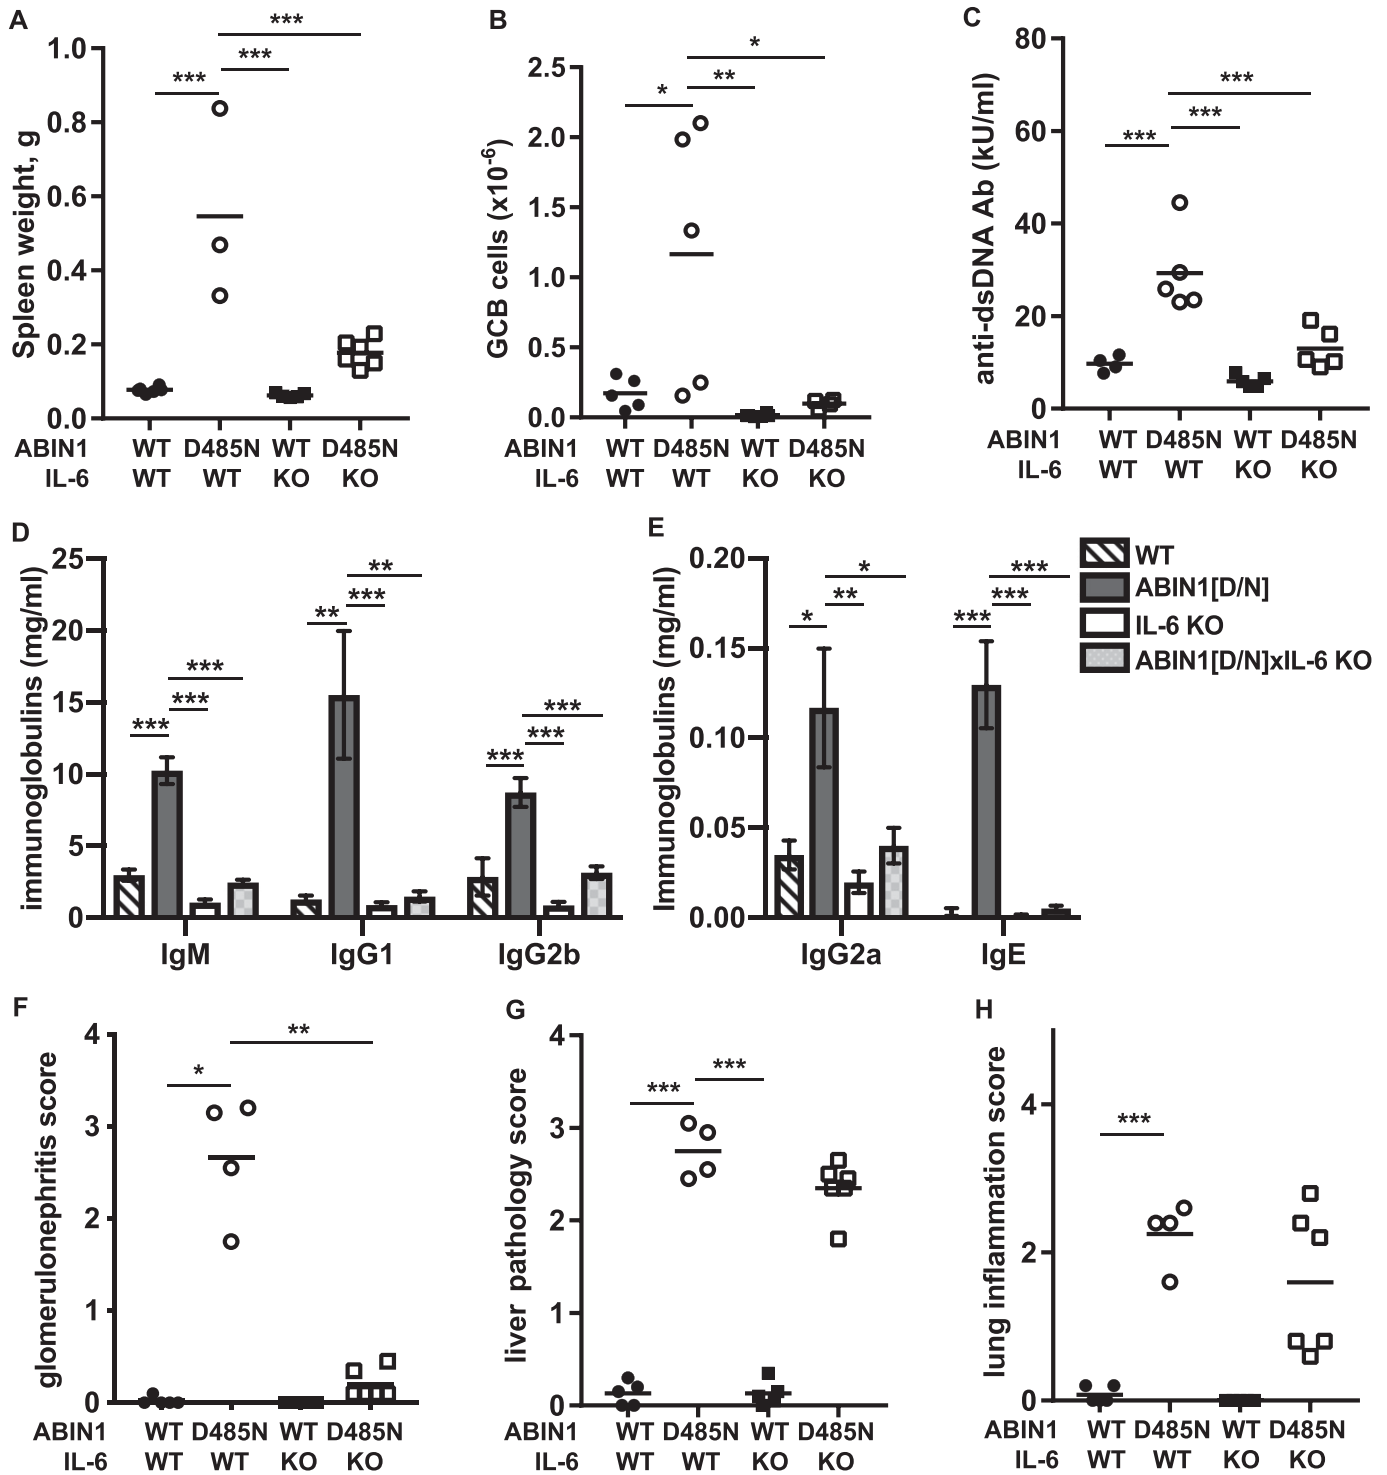 A
***
***
***
Spleen weight, g
1.0
0.8
0.6
0.4
0.2
0.0
ABIN1 WT D485N WT D485N
IL-6 WT WT KO KO
B
*
**
*
GCB cells (x10-6)
2.5
2.0
1.5
1.0
0.5
0.0
ABIN1 WT D485N WT D485N
IL-6 WT WT KO KO
C
***
***
***
anti-dsDNA Ab (kU/ml)
80
60
40
20
0
ABIN1 WT D485N WT D485N
IL-6 WT WT KO KO
D
immunoglobulins (mg/ml)
25
20
15
10
5
0
***
***
***
**
***
**
***
***
***
IgM IgG1 IgG2b
E
Immunoglobulins (mg/ml)
0.20
0.15
0.10
0.05
0.00
*
**
*
***
***
***
IgG2a IgE
WT
ABIN1[D/N]
IL-6 KO
ABIN1[D/N]xIL-6 KO
F
**
*
glomerulonephritis score
4
3
2
1
0
ABIN1 WT D485N WT D485N
IL-6 WT WT KO KO
G
***
***
liver pathology score
4
3
2
1
0
ABIN1 WT D485N WT D485N
IL-6 WT WT KO KO
H
***
lung inflammation score
4
2
0
ABIN1 WT D485N WT D485N
IL-6 WT WT KO KO